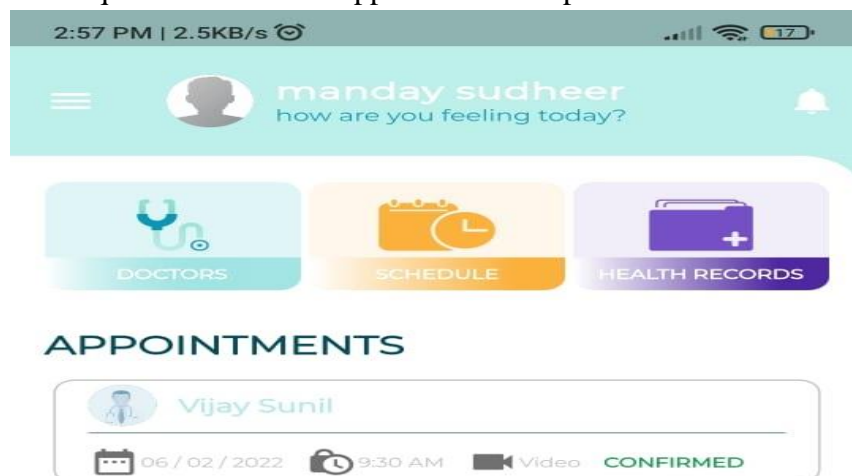 2:57 PM | 2.5KB/s
17
manday sudheer
how are you feeling today?
DOCTORS
SCHEDULE
HEALTH RECORDS
APPOINTMENTS
Vijay Sunil
06 / 02 / 2022 9:30 AM Video CONFIRMED